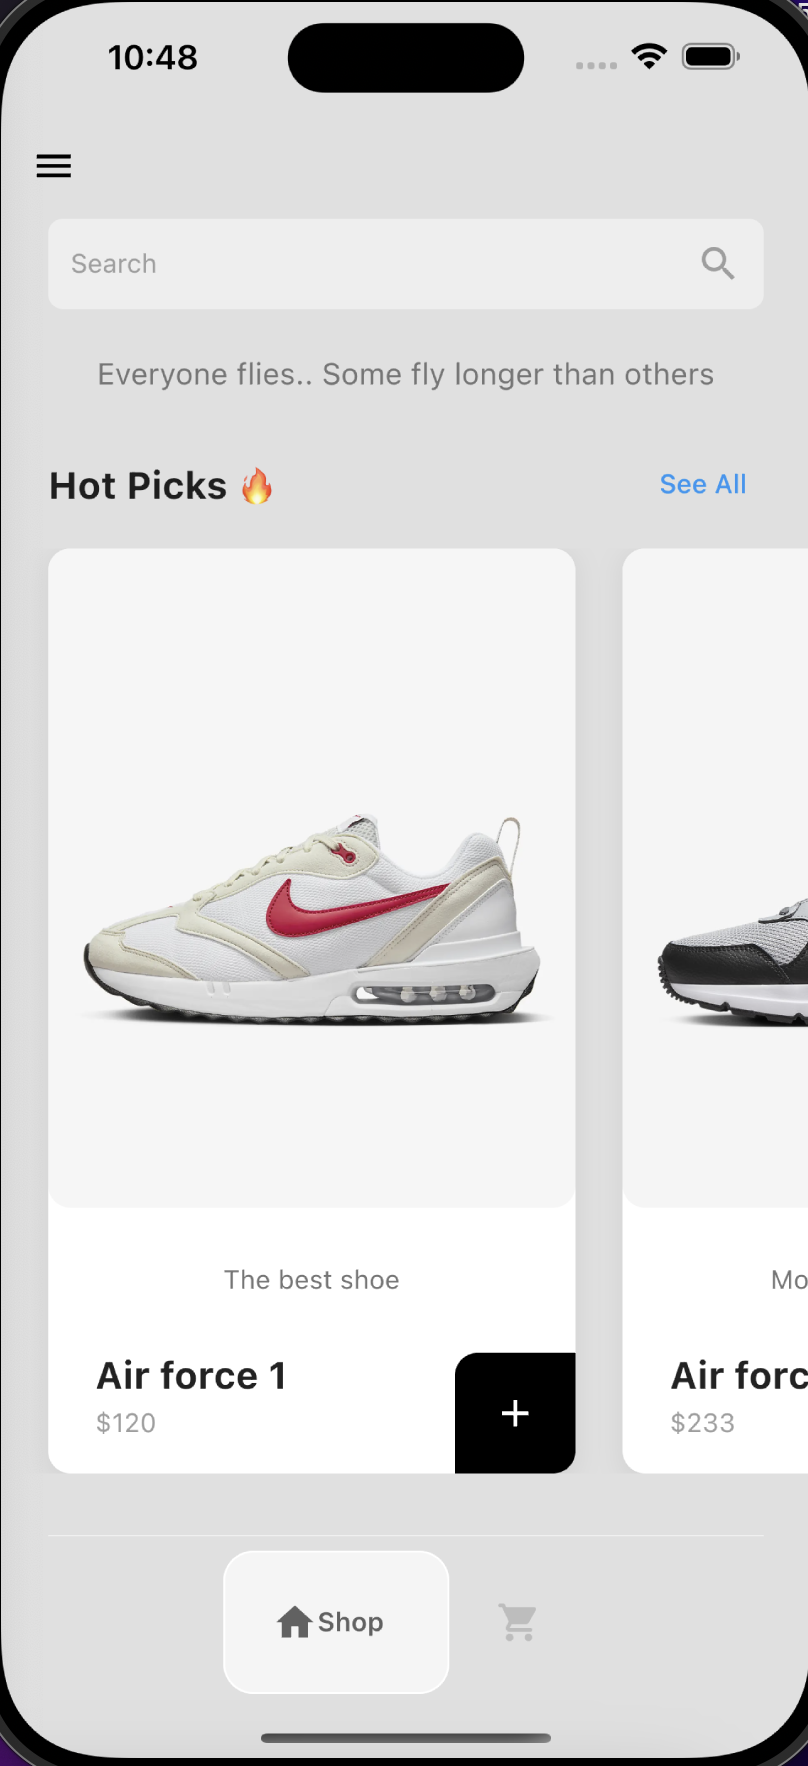 10:48
Search
Everyone flies.. Some fly longer than others
Hot Picks 🔥 See All
The best shoe
Mo
Air force 1
Air forc
$120
$233
+
Shop